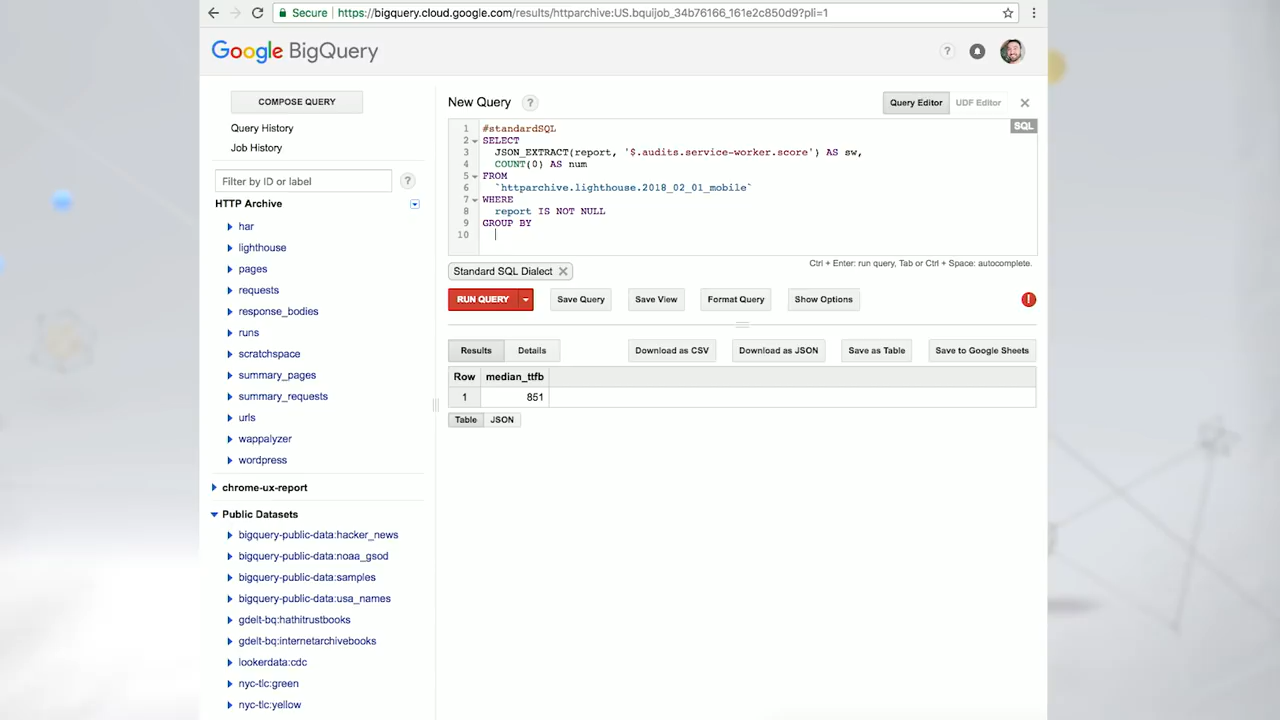 Secure | https://bigquery.cloud.google.com/results/httparchive:US.bquijob_34b76166_161e2c850d9?pli=1
Google BigQuery
?
COMPOSE QUERY
Query History
Job History
Filter by ID or label
?
HTTP Archive
har
lighthouse
pages
requests
response_bodies
runs
scratchspace
summary_pages
summary_requests
urls
wappalyzer
wordpress
chrome-ux-report
Public Datasets
bigquery-public-data:hacker_news
bigquery-public-data:noaa_gsod
bigquery-public-data:samples
bigquery-public-data:usa_names
gdelt-bq:hathitrustbooks
gdelt-bq:internetarchivebooks
lookerdata:cdc
nyc-tlc:green
nyc-tlc:yellow
New Query ? Query Editor UDF Editor
SQL
1 #standardSQL
2 SELECT
3 JSON_EXTRACT(report, '$.audits.service-worker.score') AS sw,
4 COUNT(0) AS num
5 FROM
6 `httparchive.lighthouse.2018_02_01_mobile`
7 WHERE
8 report IS NOT NULL
9 GROUP BY
10
Ctrl + Enter: run query, Tab or Ctrl + Space: autocomplete.
Standard SQL Dialect
RUN QUERY Save Query Save View Format Query Show Options !
Results Details Download as CSV Download as JSON Save as Table Save to Google Sheets
Row median_ttfb
1 851
Table JSON